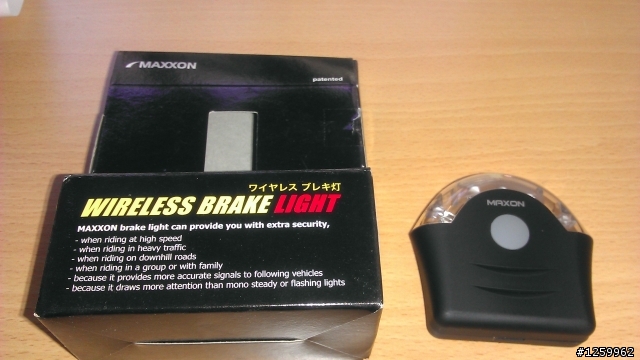 MAXXON
patented
ワイヤレス ブレキ灯
WIRELESS BRAKE LIGHT
MAXXON brake light can provide you with extra security,
- when riding at high speed
- when riding in heavy traffic
- when riding on downhill roads
- when riding in a group or with family
- because it provides more accurate signals to following vehicles
- because it draws more attention than mono steady or flashing lights
MAXXON
#1259962